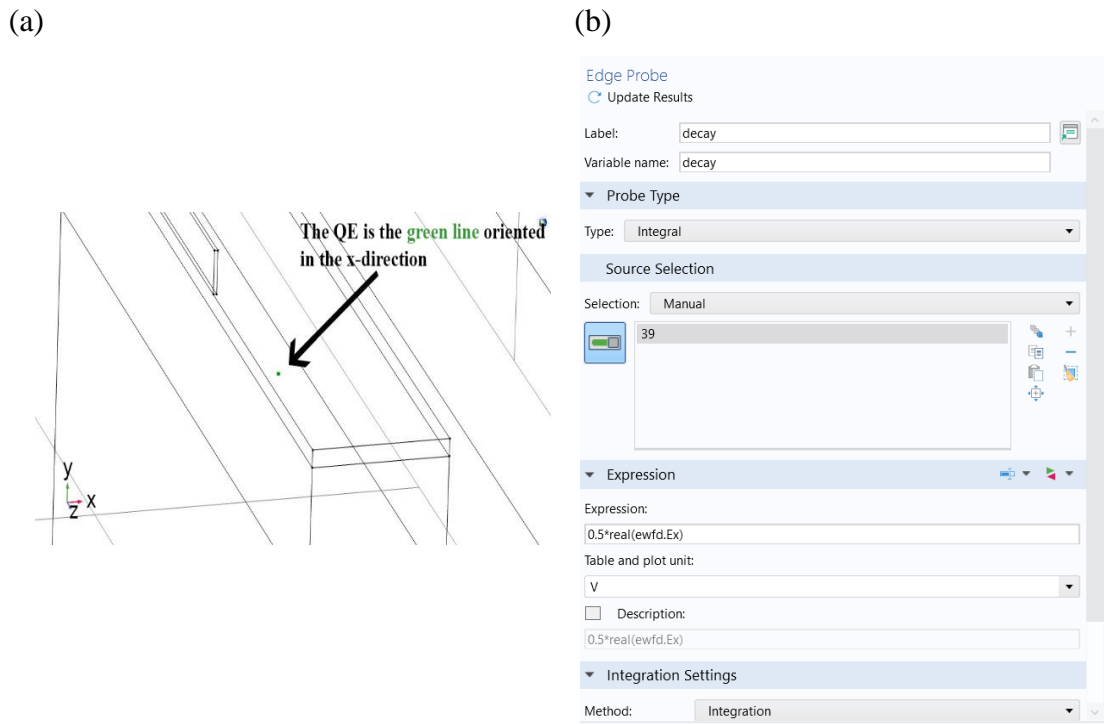 (a)
The QE is the green line oriented
in the x-direction
y
x
z
(b)
Edge Probe
Update Results
Label: decay
Variable name: decay
Probe Type
Type: Integral
Source Selection
Selection: Manual
39
Expression
Expression:
0.5*real(ewfd.Ex)
Table and plot unit:
V
Description:
0.5*real(ewfd.Ex)
Integration Settings
Method: Integration